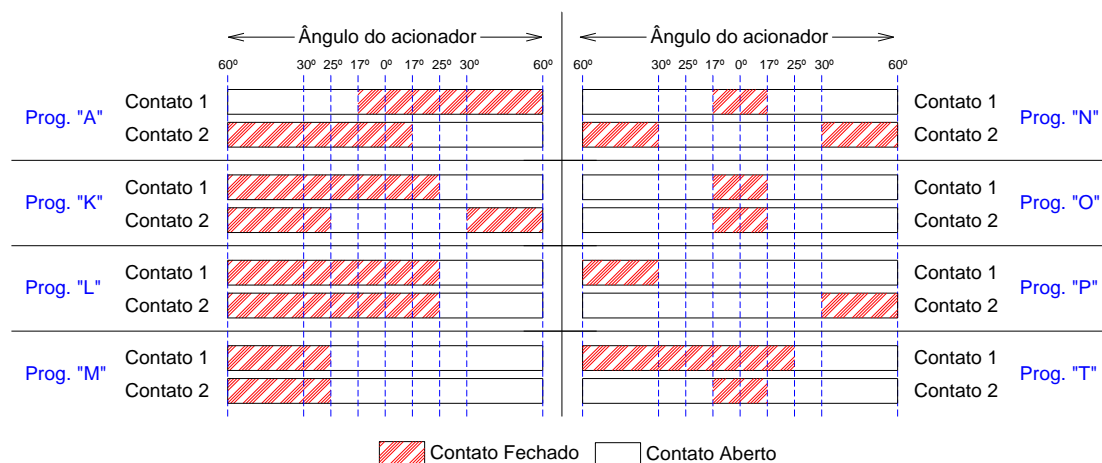 Ângulo do acionador
60º 30º 25º 17º 0º 17º 25º 30º 60º
Prog. "A"
Contato 1
Contato 2
Prog. "K"
Contato 1
Contato 2
Prog. "L"
Contato 1
Contato 2
Prog. "M"
Contato 1
Contato 2
Ângulo do acionador
60º 30º 25º 17º 0º 17º 25º 30º 60º
Contato 1
Contato 2
Prog. "N"
Contato 1
Contato 2
Prog. "O"
Contato 1
Contato 2
Prog. "P"
Contato 1
Contato 2
Prog. "T"
Contato Fechado
Contato Aberto